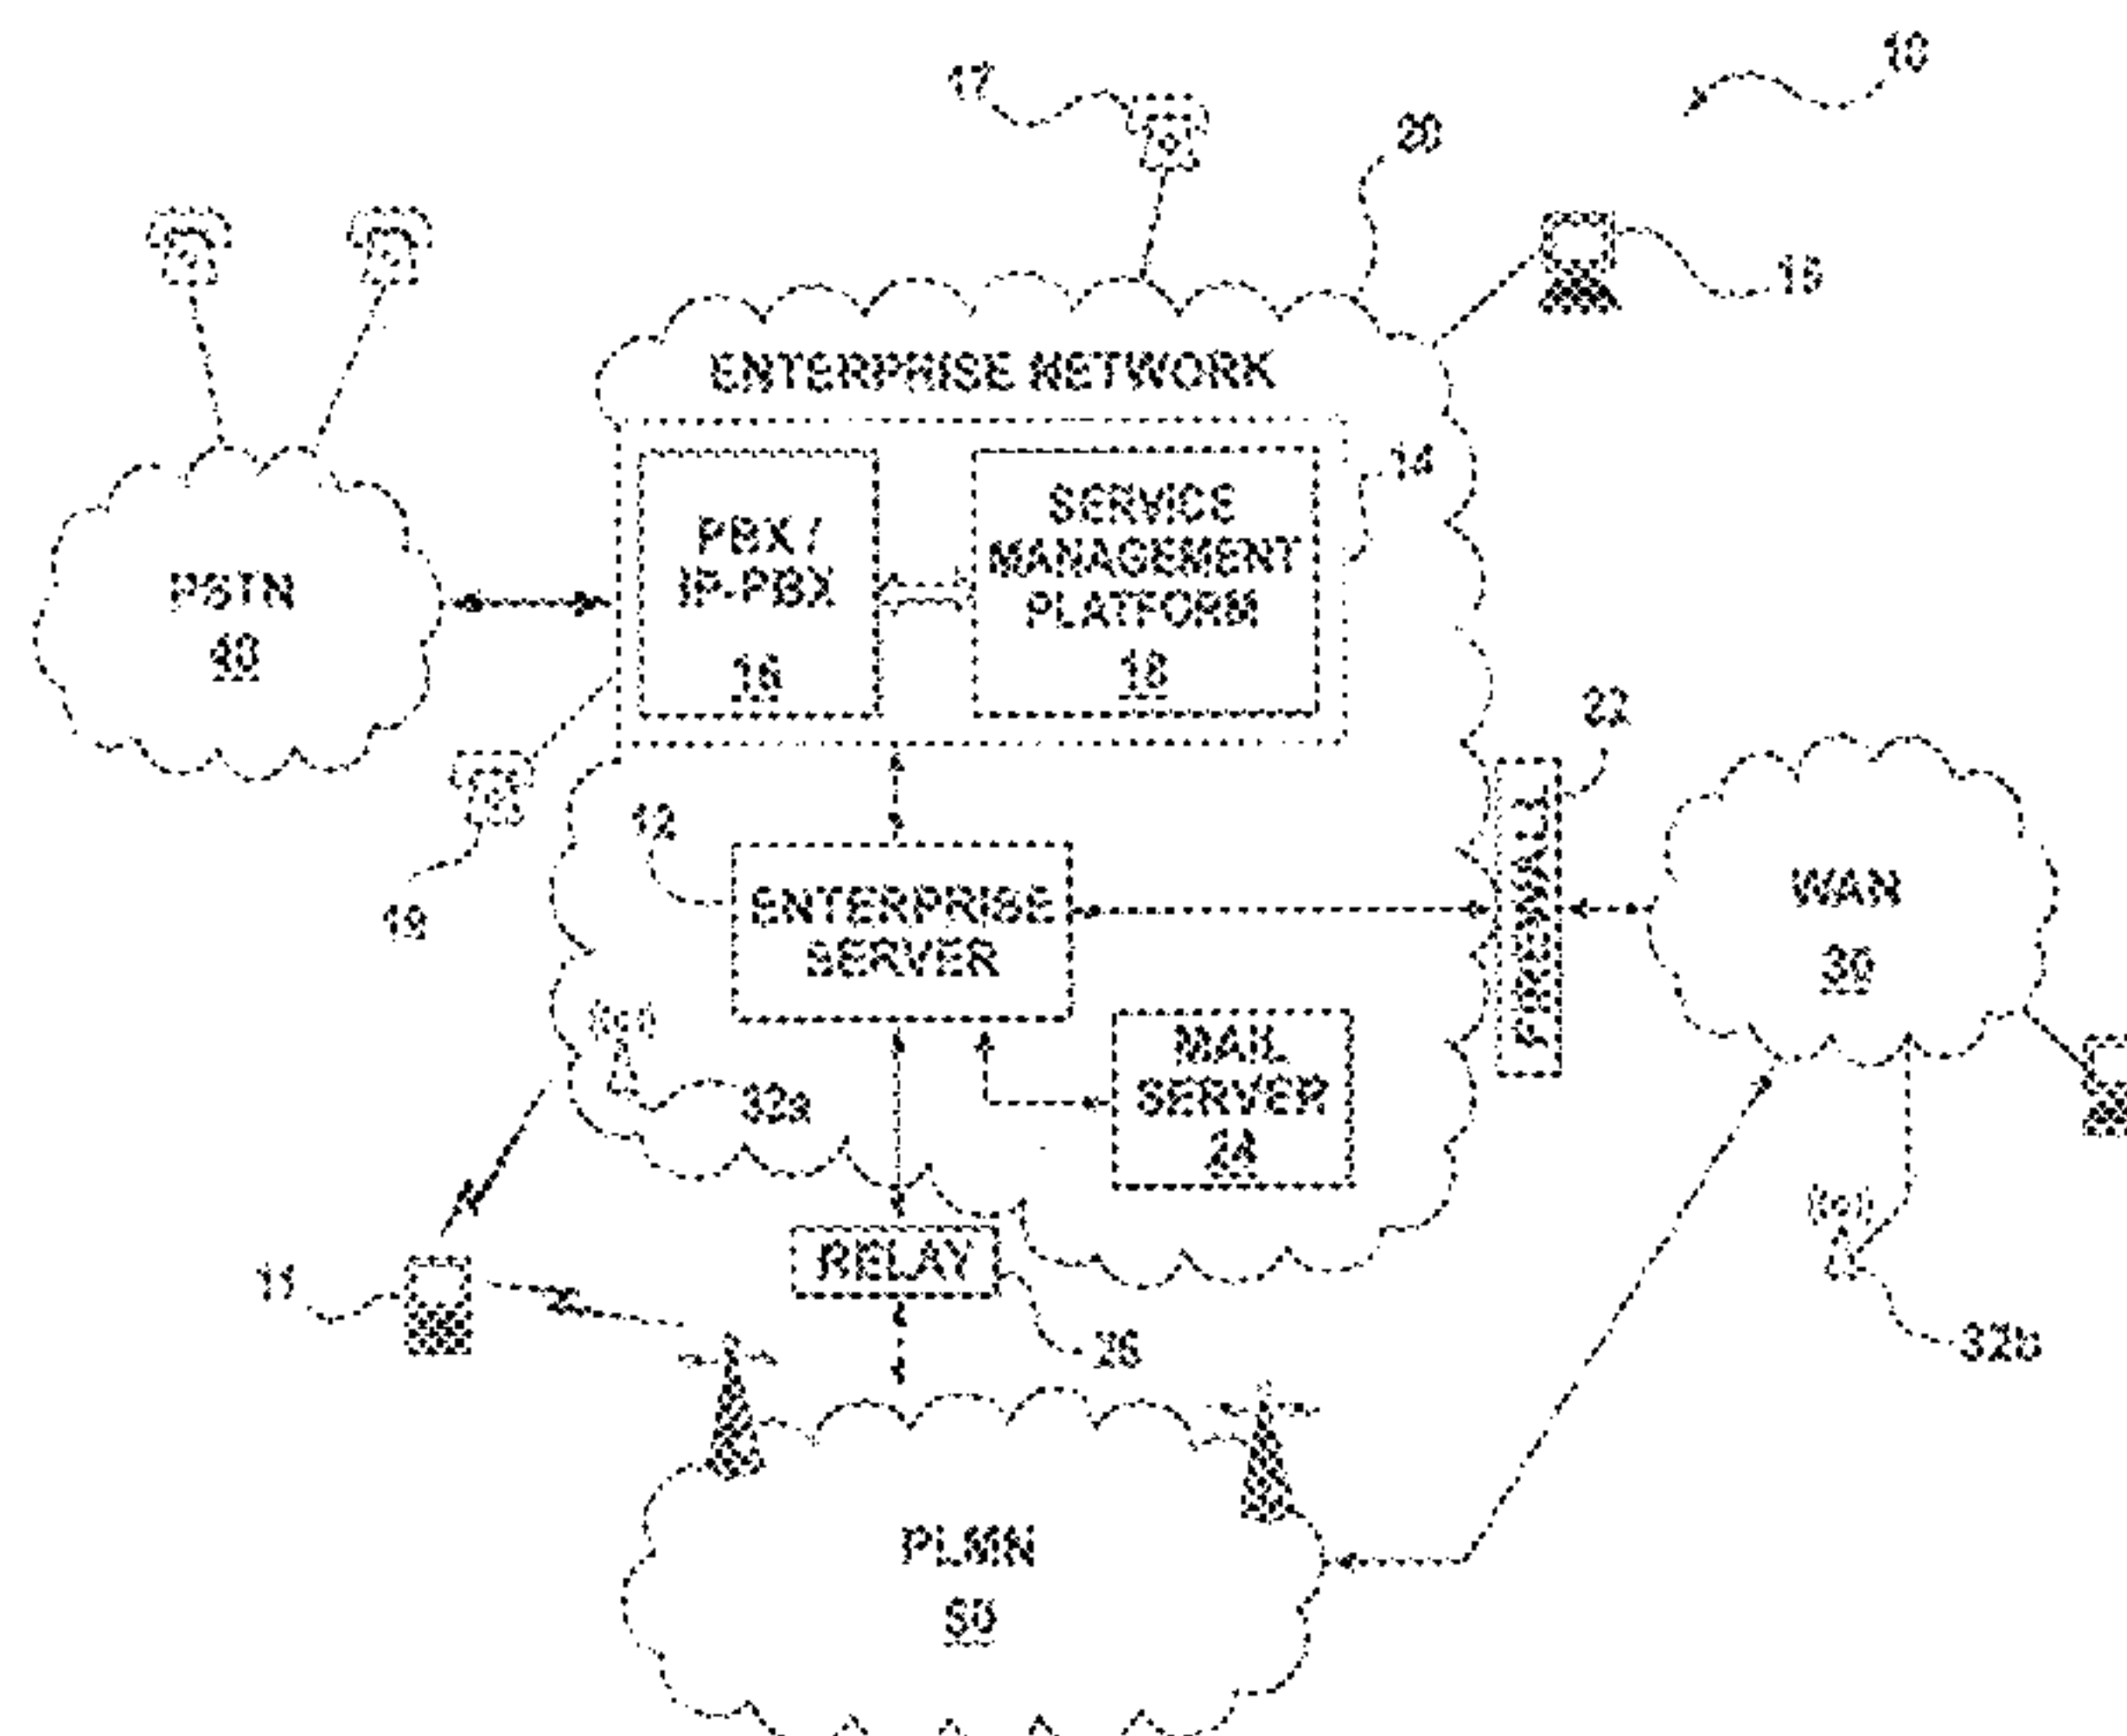 10
17
20
15
ENTERPRISE NETWORK
14
PBX /
IP-PBX
16
SERVICE
MANAGEMENT
PLATFORM
18
PSTN
40
22
19
12
ENTERPRISE
SERVER
FIREWALL
WAN
30
MAIL
SERVER
24
32a
11
RELAY
26
32b
PLMN
50